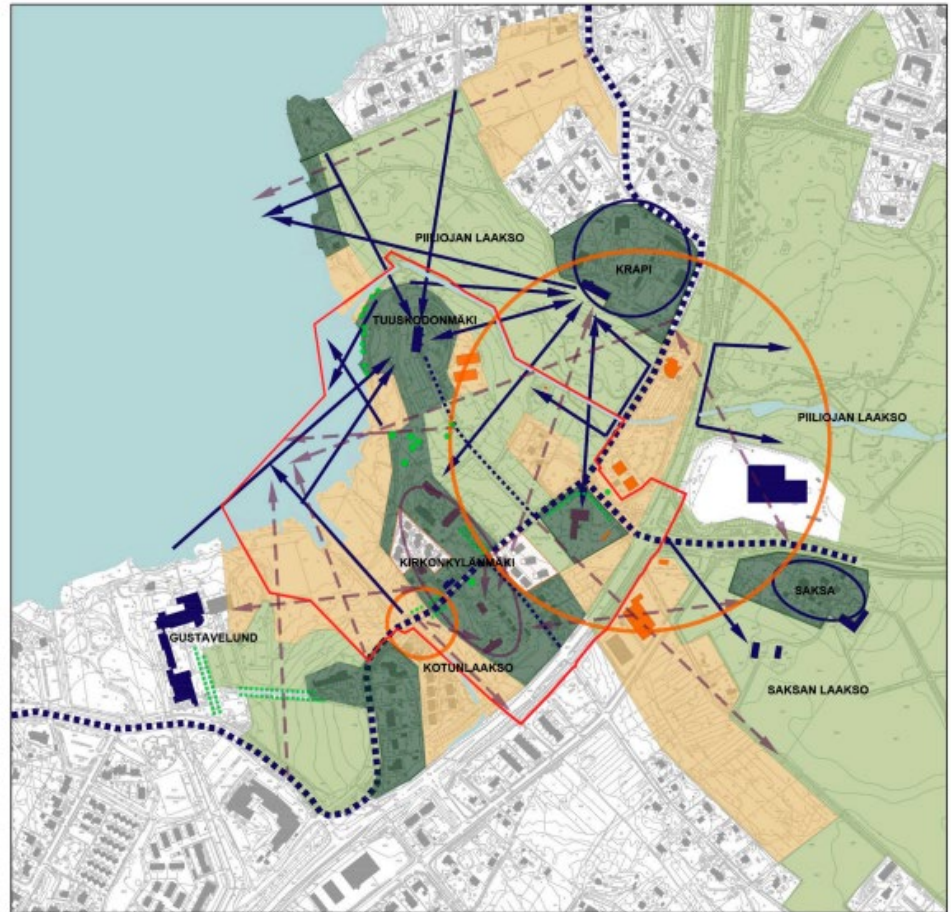 PIILIOJAN LAAKSO
KRAPI
TUUSKODONMÄKI
PIILIOJAN LAAKSO
KIRKONKYLÄNMÄKI
SAKSA
GUSTAVELUND
KOTUNLAAKSO
SAKSAN LAAKSO